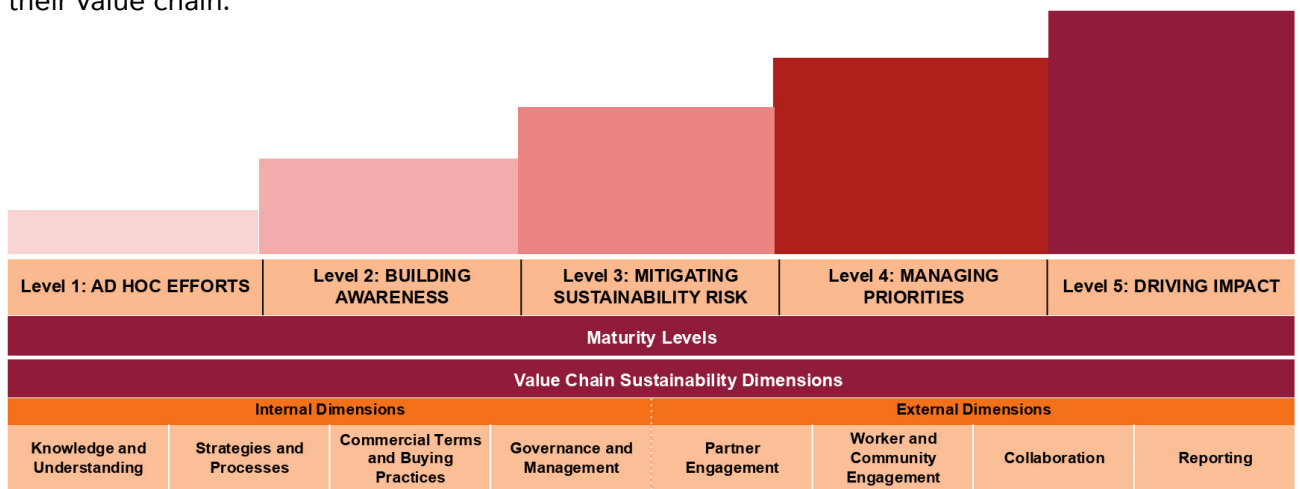 their value chain.
Level 1: AD HOC EFFORTS
Level 2: BUILDING
AWARENESS
Level 3: MITIGATING
SUSTAINABILITY RISK
Level 4: MANAGING
PRIORITIES
Level 5: DRIVING IMPACT
Maturity Levels
Value Chain Sustainability Dimensions
Internal Dimensions
External Dimensions
Knowledge and
Understanding
Strategies and
Processes
Commercial Terms
and Buying
Practices
Governance and
Management
Partner
Engagement
Worker and
Community
Engagement
Collaboration
Reporting